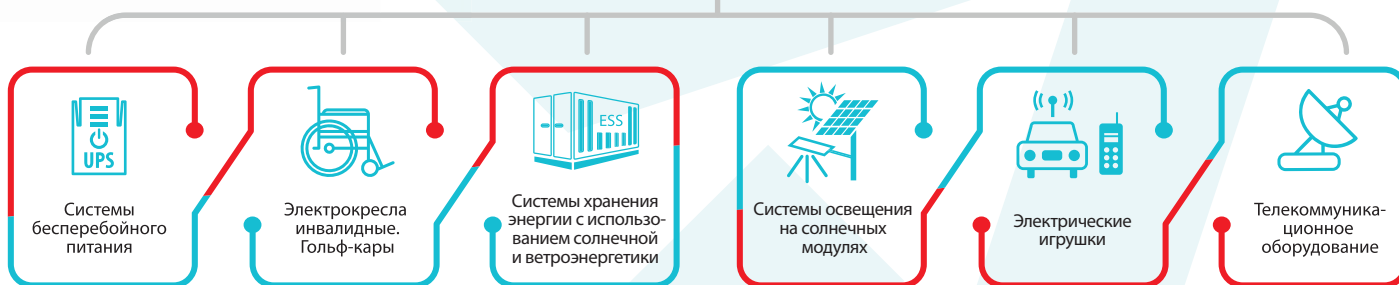 UPS
Системы
бесперебойного
питания
Электрокресла
инвалидные.
Гольф-кары
ESS
Системы хранения
энергии с использо-
ванием солнечной
и ветроэнергетики
Системы освещения
на солнечных
модулях
Электрические
игрушки
Телекоммуника-
ционное
оборудование